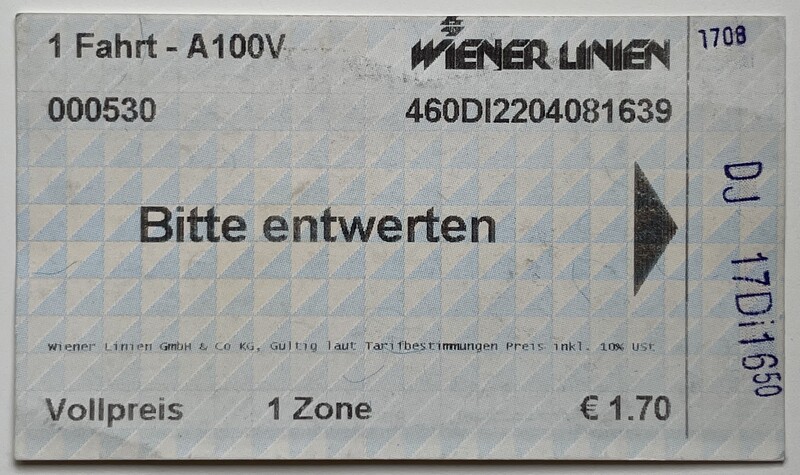 1 Fahrt - A100V
WIENER LINIEN
1708
000530
460DI2204081639
DJ 17Di1650
Bitte entwerten
Wiener Linien GmbH & Co KG, Gültig laut Tarifbestimmungen Preis inkl. 10% USt
Vollpreis
1 Zone
€ 1.70